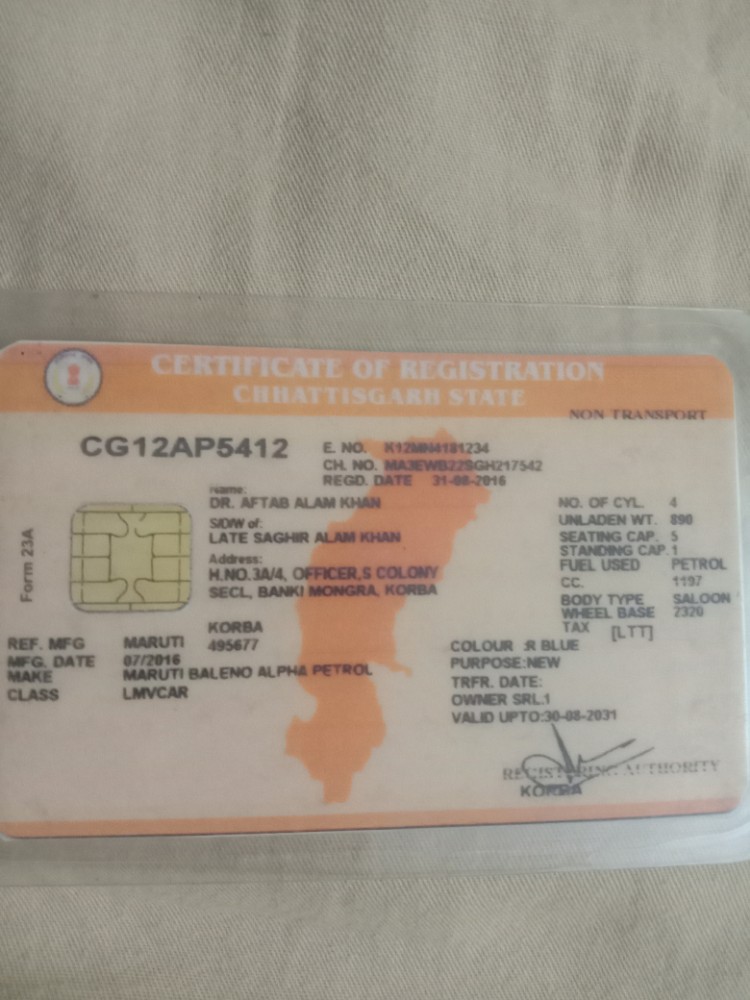 CERTIFICATE OF REGISTRATION
CHHATTISGARH STATE
NON TRANSPORT
CG12AP5412
E. NO. K12MN4181234
CH. NO. MA3EWB22SGH217542
REGD. DATE 31-08-2016
Form 23A
Name:
DR. AFTAB ALAM KHAN
S/D/W of:
LATE SAGHIR ALAM KHAN
Address:
H.NO.3A/4, OFFICER,S COLONY
SECL, BANKI MONGRA, KORBA
KORBA
495677
NO. OF CYL. 4
UNLADEN WT. 890
SEATING CAP. 5
STANDING CAP. 1
FUEL USED PETROL
CC. 1197
BODY TYPE SALOON
WHEEL BASE 2320
TAX [LTT]
REF. MFG MARUTI
MFG. DATE 07/2016
MAKE MARUTI BALENO ALPHA PETROL
CLASS LMVCAR
COLOUR :R BLUE
PURPOSE:NEW
TRFR. DATE:
OWNER SRL:1
VALID UPTO:30-08-2031
REGISTERING AUTHORITY
KORBA